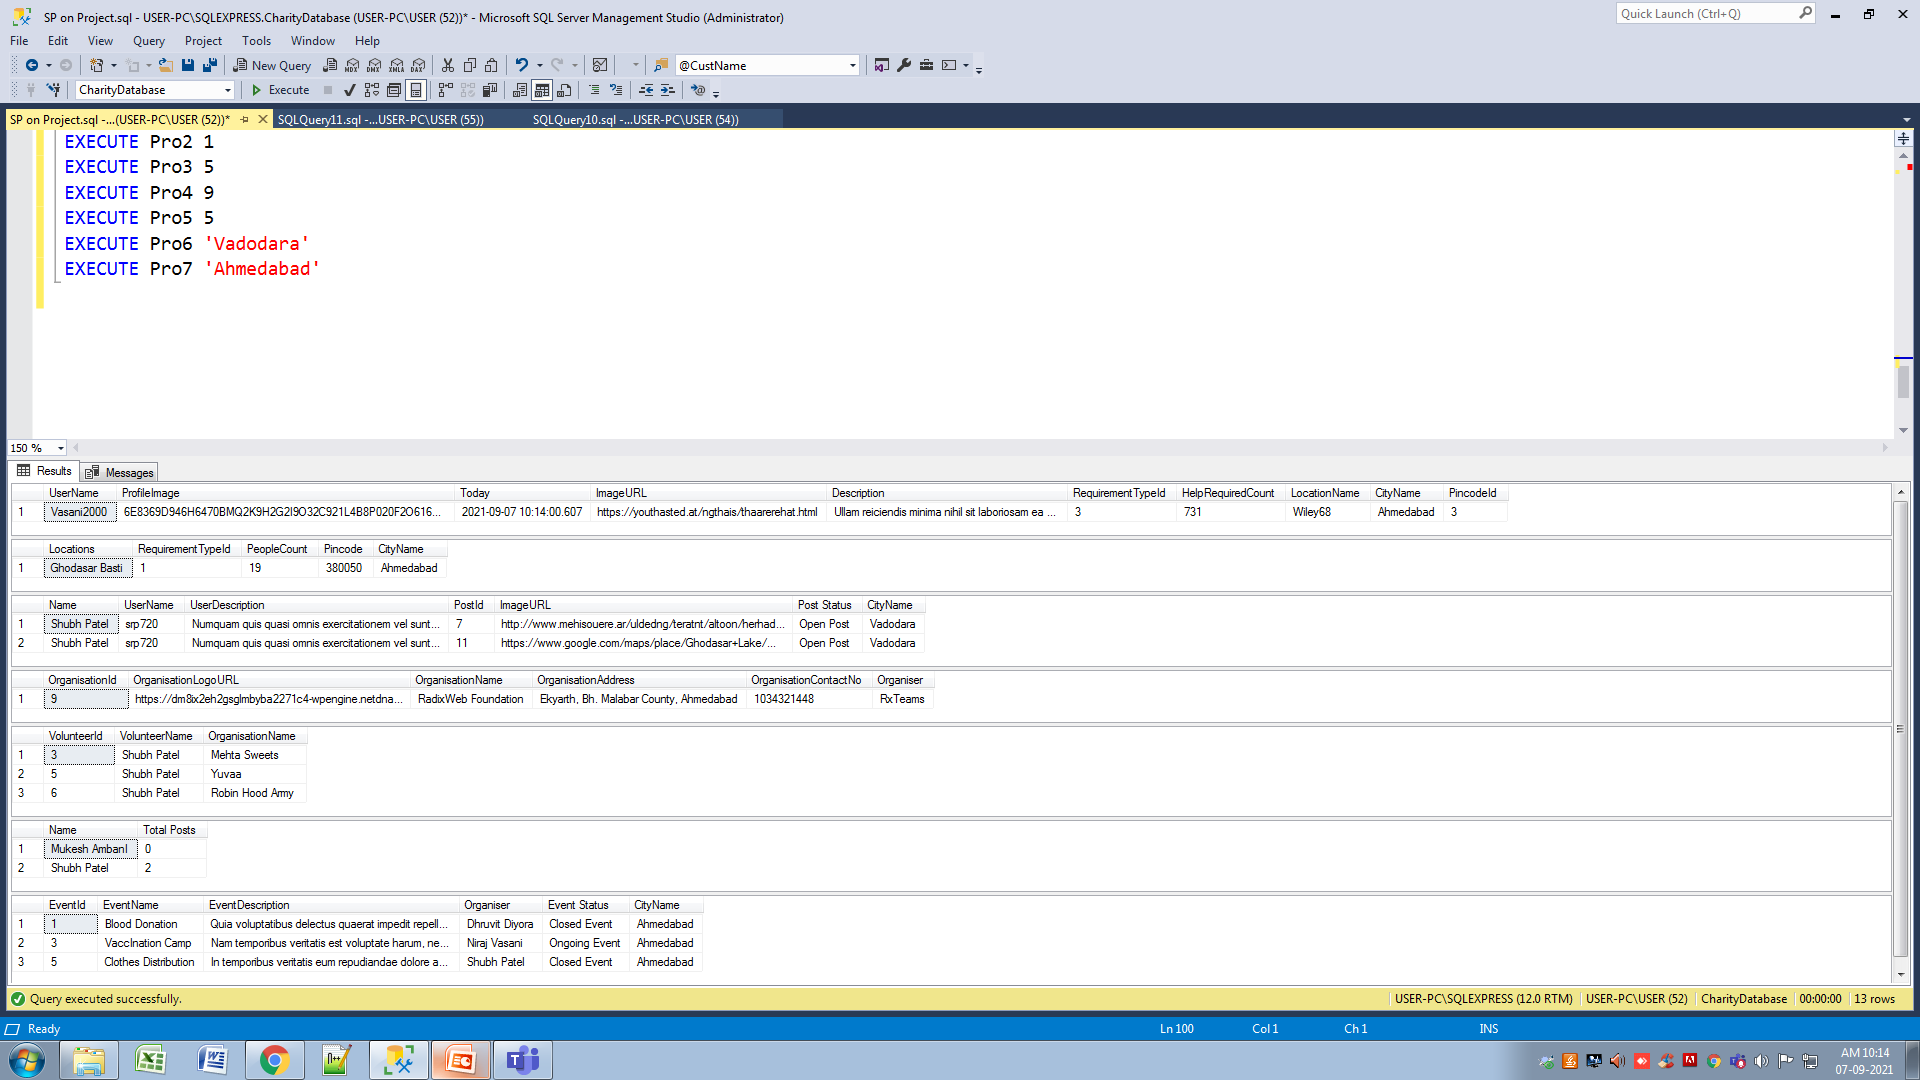 SP on Project.sql - USER-PC\SQLEXPRESS.CharityDatabase (USER-PC\USER (52))* - Microsoft SQL Server Management Studio (Administrator)
Quick Launch (Ctrl+Q)
File Edit View Query Project Tools Window Help
New Query @CustName
CharityDatabase Execute
SP on Project.sql -...(USER-PC\USER (52))* SQLQuery11.sql -...USER-PC\USER (55)) SQLQuery10.sql -...USER-PC\USER (54))
EXECUTE Pro2 1
EXECUTE Pro3 5
EXECUTE Pro4 9
EXECUTE Pro5 5
EXECUTE Pro6 'Vadodara'
EXECUTE Pro7 'Ahmedabad'
150 %
Results Messages
UserName ProfileImage Today ImageURL Description RequirementTypeId HelpRequiredCount LocationName CityName PincodeId
1 Vasani2000 2021-09-07 10:14:00.607 https://youthasted.at/ngthais/thaarerehat.html Ullam reiciendis minima nihil sit laboriosam ea ... 3 731 Wiley68 Ahmedabad 3
Locations RequirementTypeId PeopleCount Pincode CityName
1 Ghodasar Basti 1 19 380050 Ahmedabad
Name UserName UserDescription PostId ImageURL Post Status CityName
1 Shubh Patel srp720 Numquam quis quasi omnis exercitationem vel sunt... 7 http://www.mehisouere.ar/uldedng/teratnt/altoon/herhad... Open Post Vadodara
2 Shubh Patel srp720 Numquam quis quasi omnis exercitationem vel sunt... 11 https://www.google.com/maps/place/Ghodasar+Lake/... Open Post Vadodara
OrganisationId OrganisationLogoURL OrganisationName OrganisationAddress OrganisationContactNo Organiser
1 9 https://dm8ix2eh2gsglmbyba2271c4-wpengine.netdna... RadixWeb Foundation Ekyarth, Bh. Malabar County, Ahmedabad 1034321448 RxTeams
VolunteerId VolunteerName OrganisationName
1 3 Shubh Patel Mehta Sweets
2 5 Shubh Patel Yuvaa
3 6 Shubh Patel Robin Hood Army
Name Total Posts
1 Mukesh AmbanI 0
2 Shubh Patel 2
EventId EventName EventDescription Organiser Event Status CityName
1 1 Blood Donation Quia voluptatibus delectus quaerat impedit repell... Dhruvit Diyora Closed Event Ahmedabad
2 3 VaccInation Camp Nam temporibus veritatis est voluptate harum, ne... Niraj Vasani Ongoing Event Ahmedabad
3 5 Clothes Distribution In temporibus veritatis eum repudiandae dolore a... Shubh Patel Closed Event Ahmedabad
Query executed successfully. USER-PC\SQLEXPRESS (12.0 RTM) USER-PC\USER (52) CharityDatabase 00:00:00 13 rows
Ready Ln 100 Col 1 Ch 1 INS
AM 10:14
07-09-2021